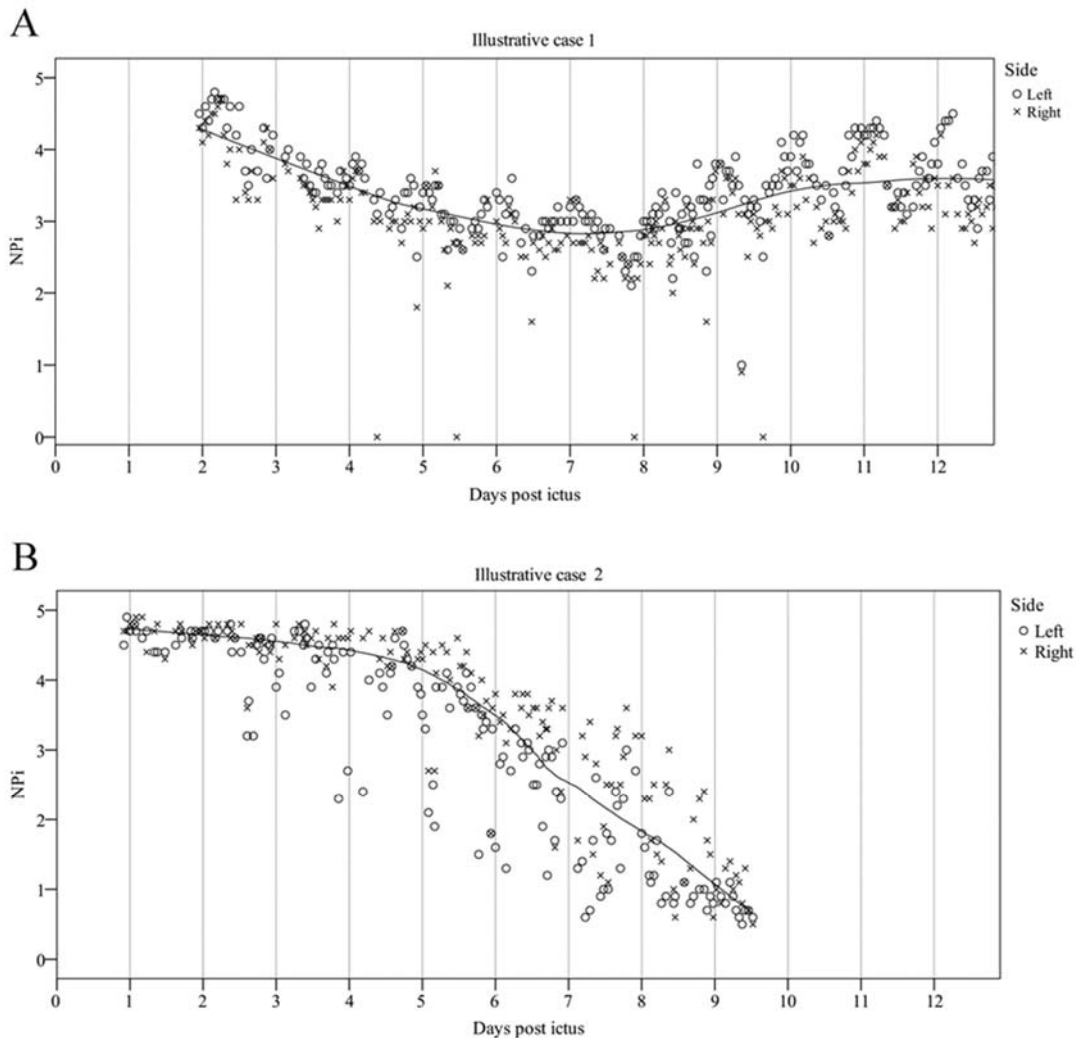 A
Illustrative case 1
Side
Left
Right
5
4
3
2
1
0
NPi
0 1 2 3 4 5 6 7 8 9 10 11 12
Days post ictus
B
Illustrative case 2
Side
Left
Right
5
4
3
2
1
0
NPi
0 1 2 3 4 5 6 7 8 9 10 11 12
Days post ictus